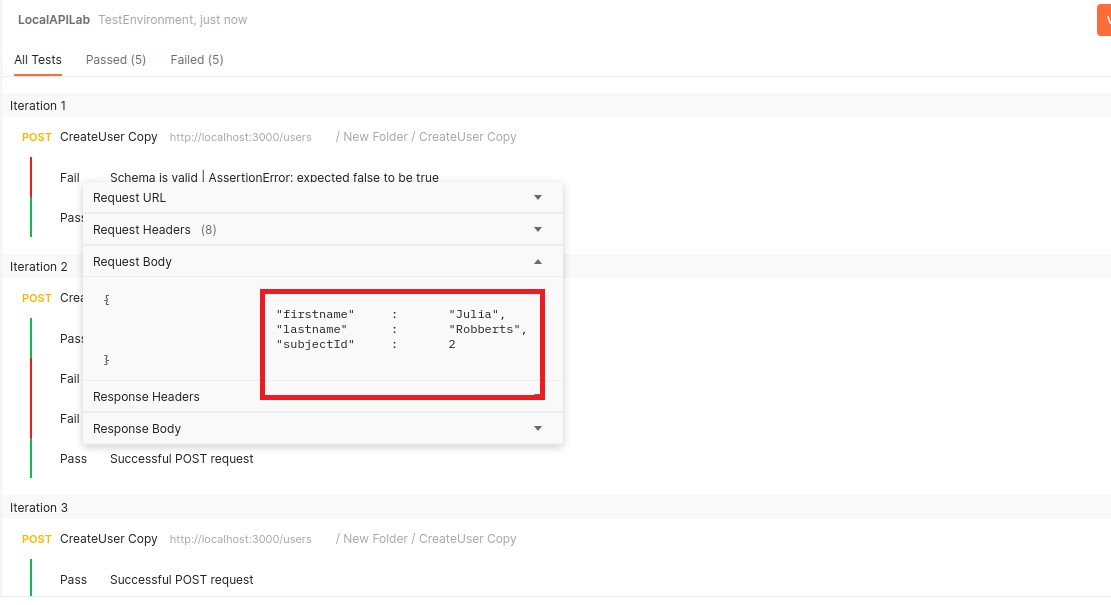 LocalAPILab TestEnvironment, just now
All Tests Passed (5) Failed (5)
Iteration 1
POST CreateUser Copy http://localhost:3000/users / New Folder / CreateUser Copy
Fail Schema is valid | AssertionError: expected false to be true
Request URL
Pass
Request Headers (8)
Request Body
Iteration 2
POST Crea
{
"firstname" : "Julia",
"lastname" : "Robberts",
Pass
"subjectId" : 2
}
Fail
Response Headers
Fail
Response Body
Pass Successful POST request
Iteration 3
POST CreateUser Copy http://localhost:3000/users / New Folder / CreateUser Copy
Pass Successful POST request